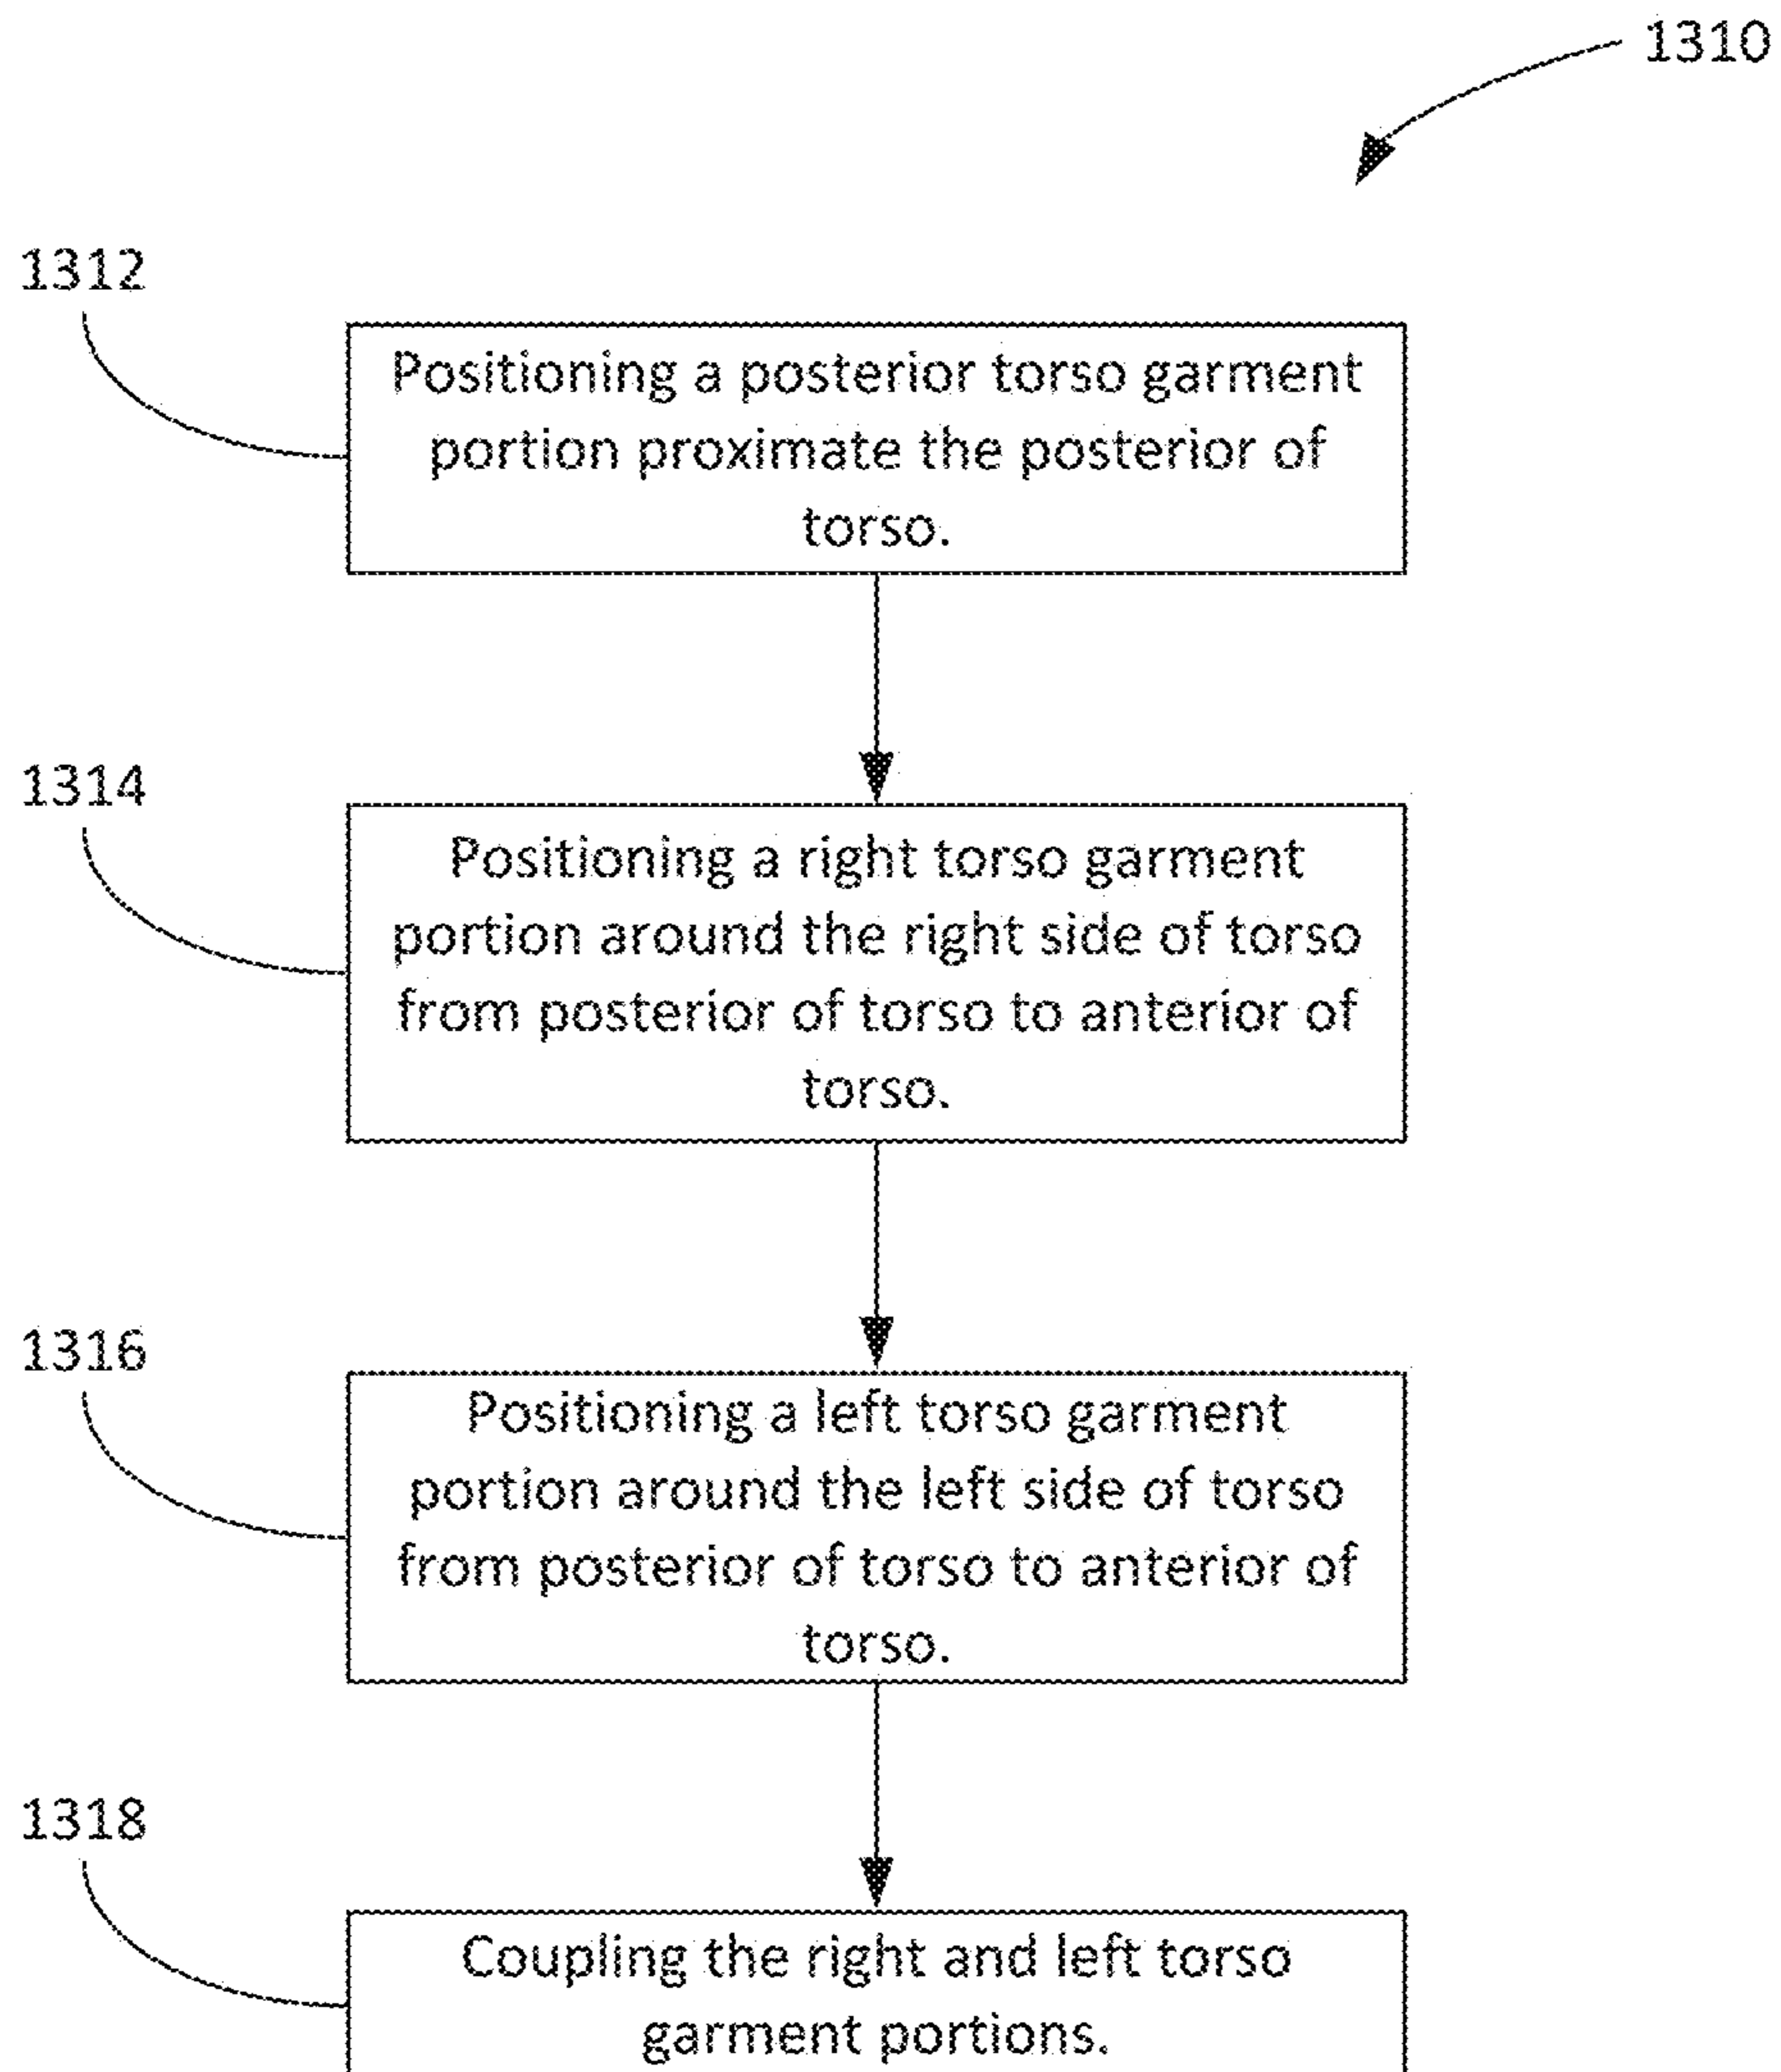 1310
1312
Positioning a posterior torso garment
portion proximate the posterior of
torso.
1314
Positioning a right torso garment
portion around the right side of torso
from posterior of torso to anterior of
torso.
1316
Positioning a left torso garment
portion around the left side of torso
from posterior of torso to anterior of
torso.
1318
Coupling the right and left torso
garment portions.